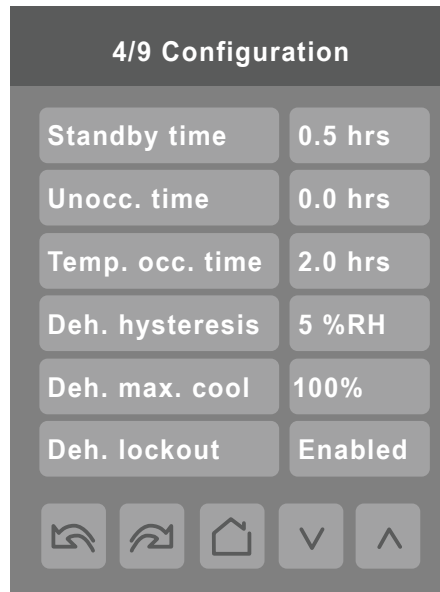 4/9 Configuration
Standby time 0.5 hrs
Unocc. time 0.0 hrs
Temp. occ. time 2.0 hrs
Deh. hysteresis 5 %RH
Deh. max. cool 100%
Deh. lockout Enabled